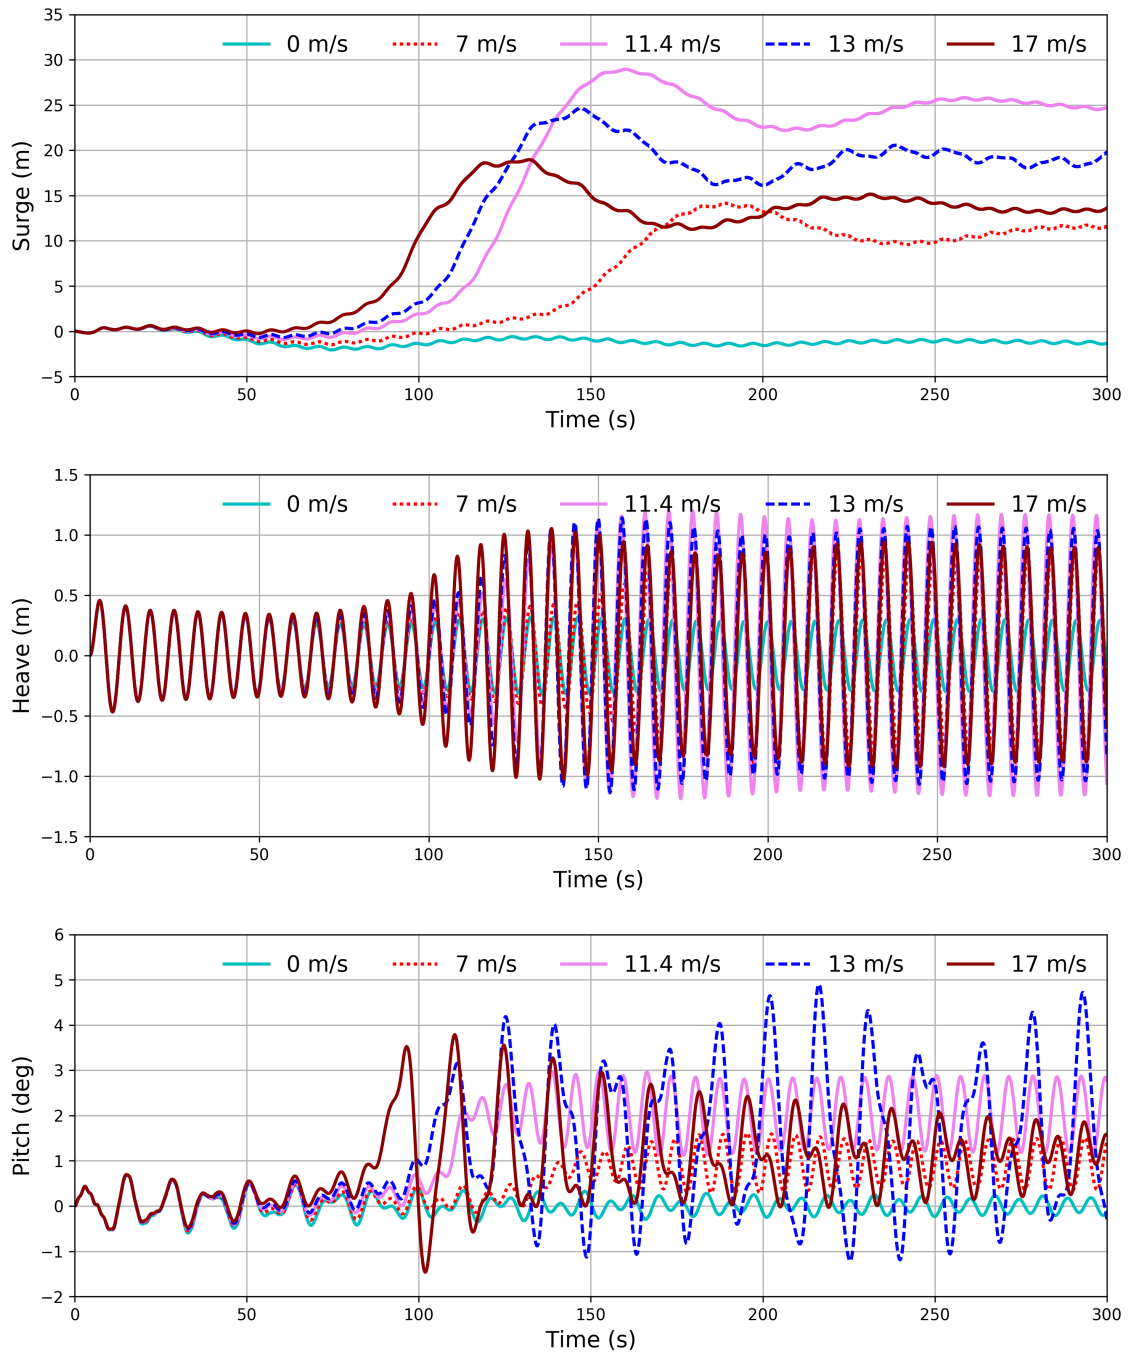 35
30
25
20
15
10
5
0
−5
Surge (m)
0 m/s 7 m/s 11.4 m/s 13 m/s 17 m/s
0 50 100 150 200 250 300
Time (s)
1.5
1.0
0.5
0.0
−0.5
−1.0
−1.5
Heave (m)
0 m/s 7 m/s 11.4 m/s 13 m/s 17 m/s
0 50 100 150 200 250 300
Time (s)
6
5
4
3
2
1
0
−1
−2
Pitch (deg)
0 m/s 7 m/s 11.4 m/s 13 m/s 17 m/s
0 50 100 150 200 250 300
Time (s)